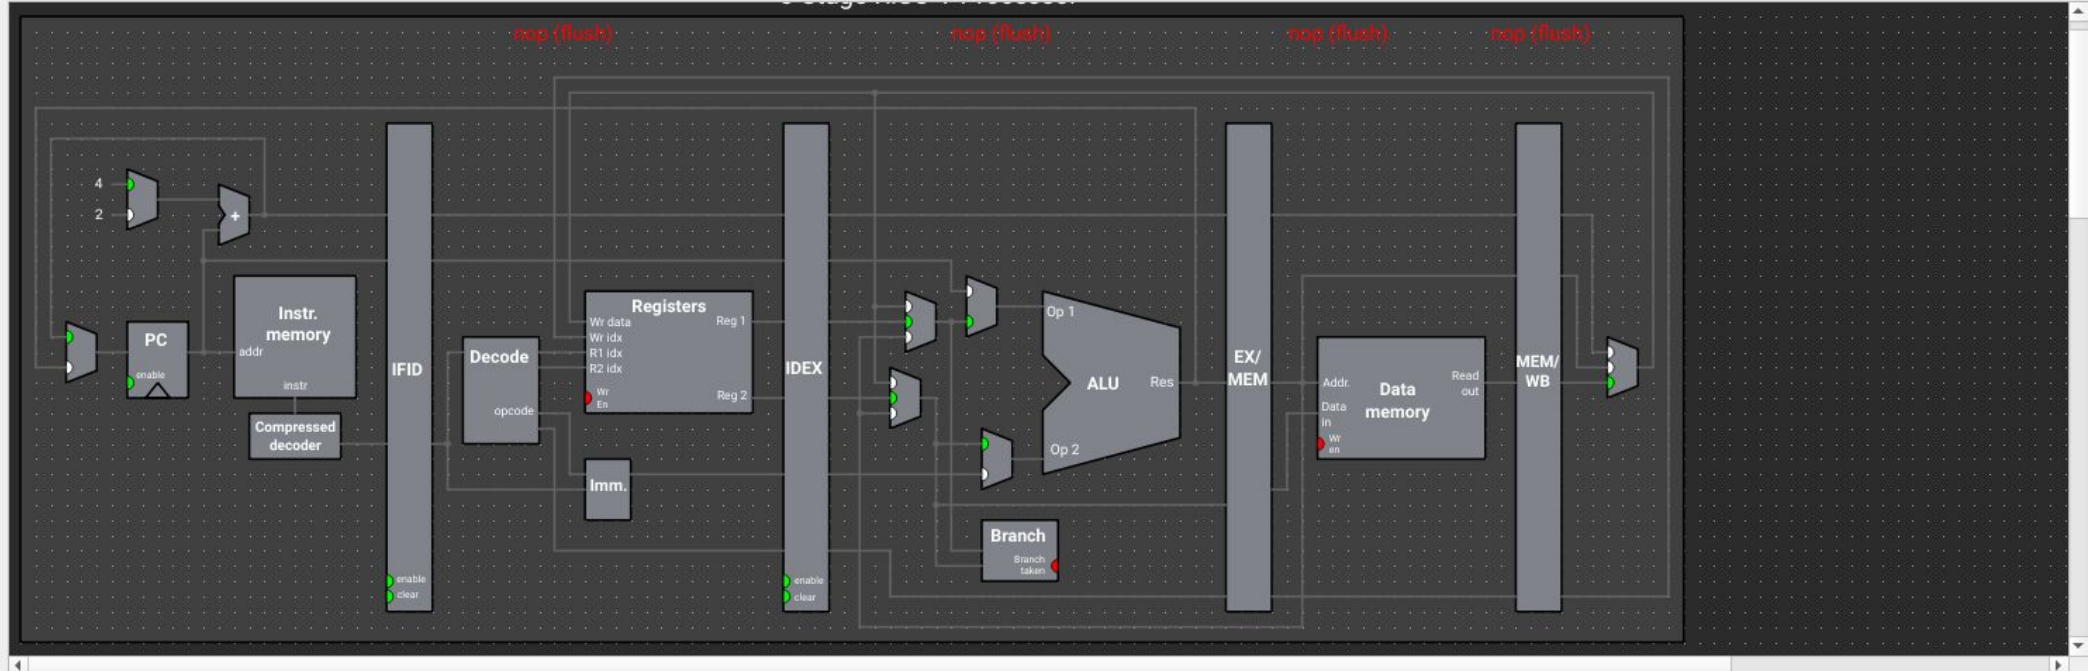 nop (flush)
nop (flush)
nop (flush)
nop (flush)
4
2
+
PC
enable
Instr.
memory
addr
instr
Compressed
decoder
IFID
enable
clear
Decode
opcode
Registers
Wr data
Wr idx
R1 idx
R2 idx
Wr
En
Reg 1
Reg 2
Imm.
IDEX
enable
clear
Op 1
ALU
Res
Op 2
Branch
Branch
taken
EX/
MEM
Addr.
Data
in
Wr
en
Data
memory
Read
out
MEM/
WB